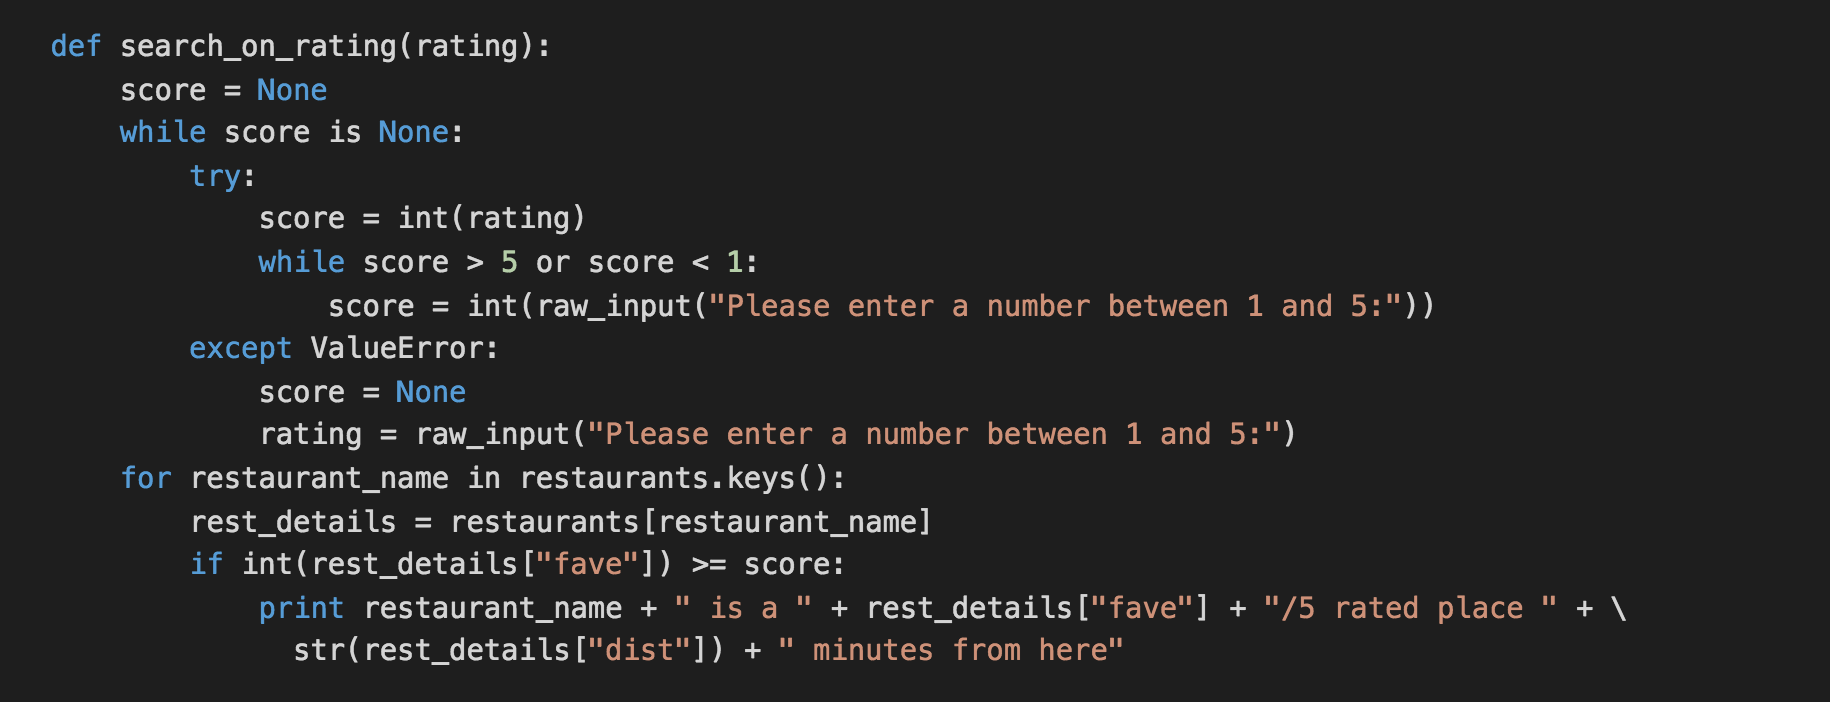 def search_on_rating(rating):
    score = None
    while score is None:
        try:
            score = int(rating)
            while score > 5 or score < 1:
                score = int(raw_input("Please enter a number between 1 and 5:"))
        except ValueError:
            score = None
            rating = raw_input("Please enter a number between 1 and 5:")
    for restaurant_name in restaurants.keys():
        rest_details = restaurants[restaurant_name]
        if int(rest_details["fave"]) >= score:
            print restaurant_name + " is a " + rest_details["fave"] + "/5 rated place " + \
              str(rest_details["dist"]) + " minutes from here"